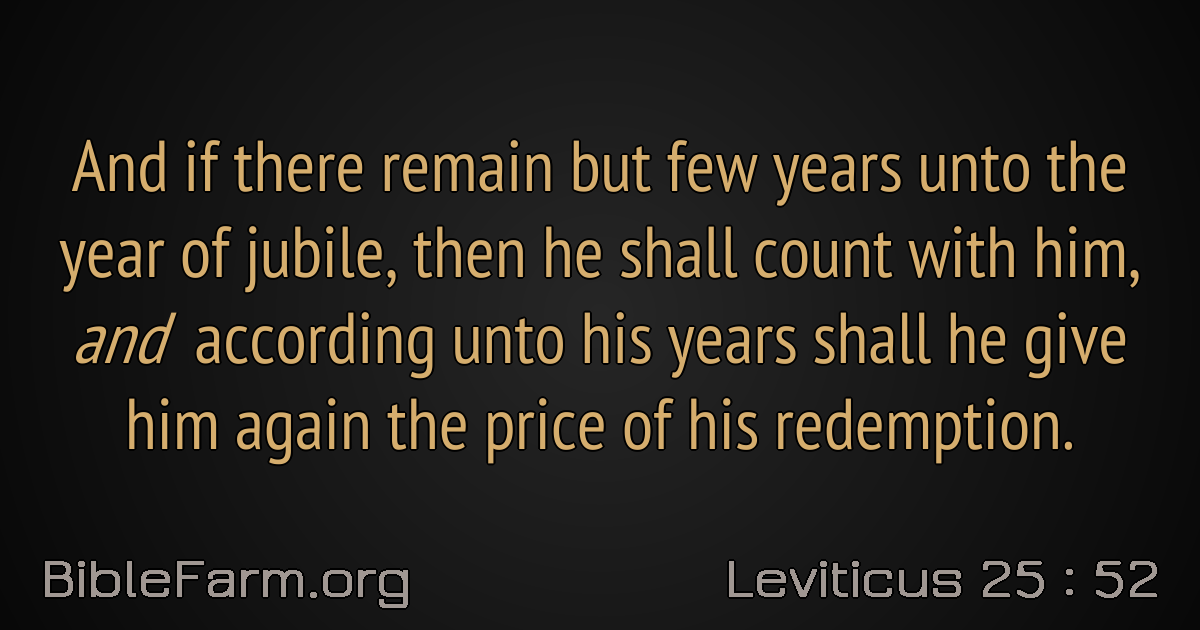 And if there remain but few years unto the
year of jubile, then he shall count with him,
and according unto his years shall he give
him again the price of his redemption.
BibleFarm.org
Leviticus 25 : 52